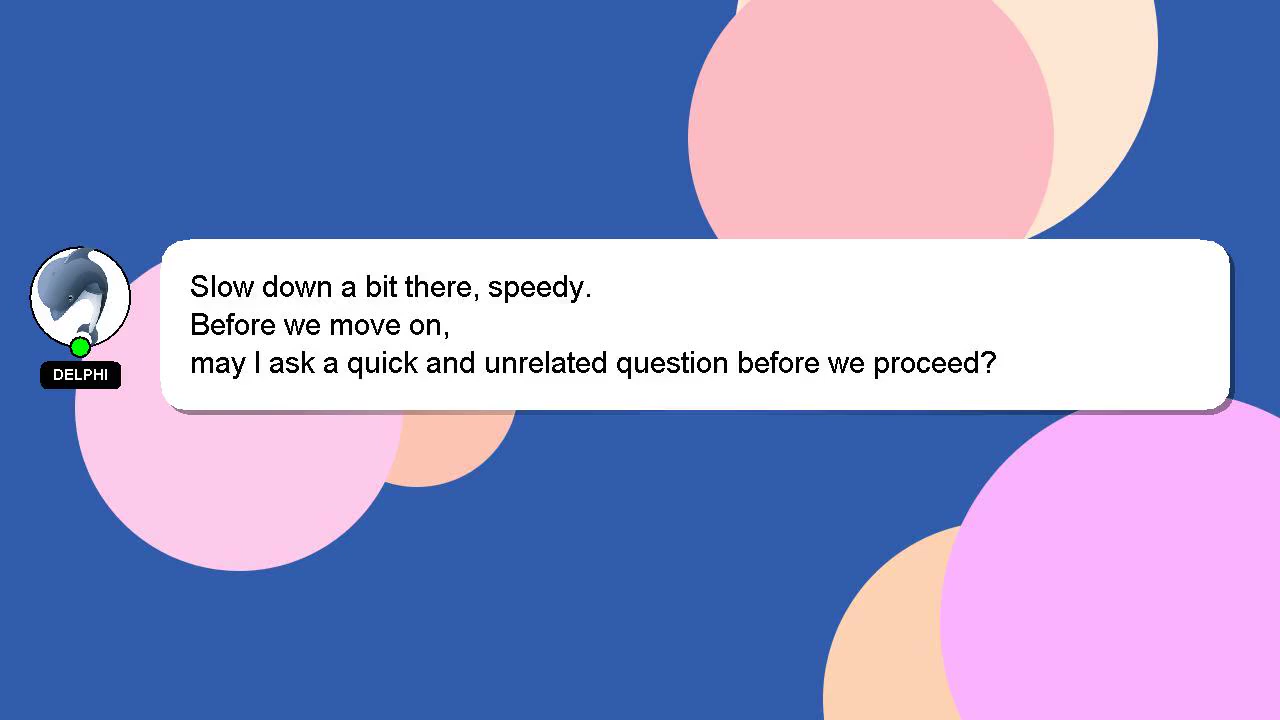 Slow down a bit there, speedy.
Before we move on,
may I ask a quick and unrelated question before we proceed?
DELPHI